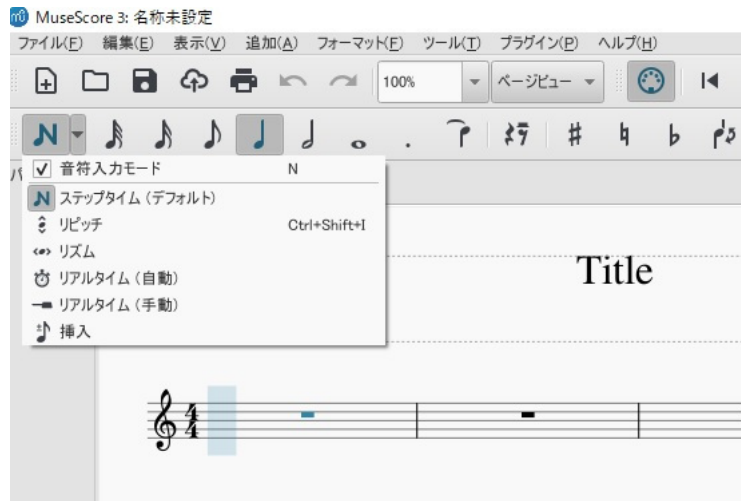 MuseScore 3: 名称未設定
ファイル(F) 編集(E) 表示(V) 追加(A) フォーマット(F) ツール(T) プラグイン(P) ヘルプ(H)
100% ページビュー
音符入力モード N
ステップタイム (デフォルト)
リピッチ Ctrl+Shift+I
リズム
リアルタイム (自動)
リアルタイム (手動)
挿入
Title